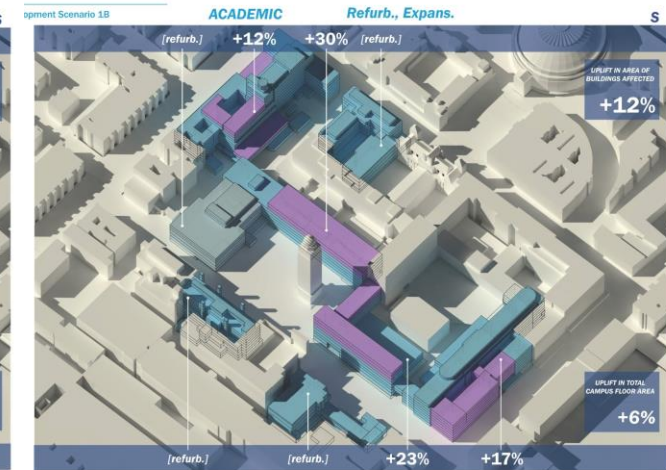 opment Scenario 1B
ACADEMIC
Refurb., Expans.
S
S
[refurb.]
+12%
+30%
[refurb.]
UPLIFT IN AREA OF
BUILDINGS AFFECTED
+12%
UPLIFT IN TOTAL
CAMPUS FLOOR AREA
+6%
[refurb.]
[refurb.]
+23%
+17%